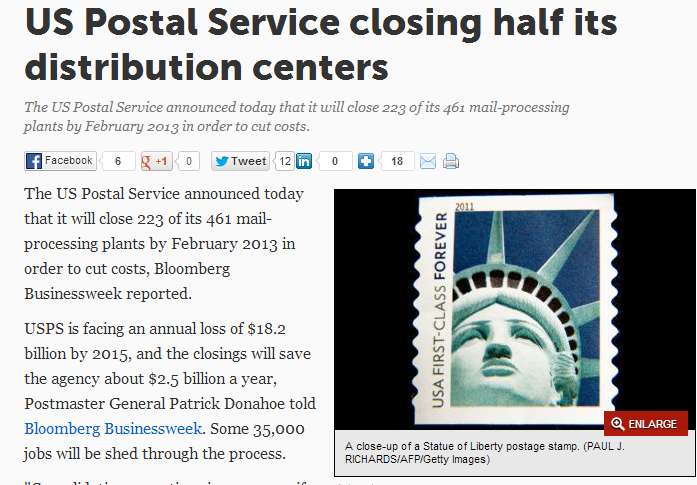 US Postal Service closing half its
distribution centers
The US Postal Service announced today that it will close 223 of its 461 mail-processing
plants by February 2013 in order to cut costs.
Facebook 6 +1 0 Tweet 12 in 0 18
The US Postal Service announced today
that it will close 223 of its 461 mail-
processing plants by February 2013 in
order to cut costs, Bloomberg
Businessweek reported.
USPS is facing an annual loss of $18.2
billion by 2015, and the closings will save
the agency about $2.5 billion a year,
Postmaster General Patrick Donahoe told
Bloomberg Businessweek. Some 35,000
jobs will be shed through the process.
2011
USA FIRST-CLASS FOREVER
ENLARGE
A close-up of a Statue of Liberty postage stamp. (PAUL J.
RICHARDS/AFP/Getty Images)